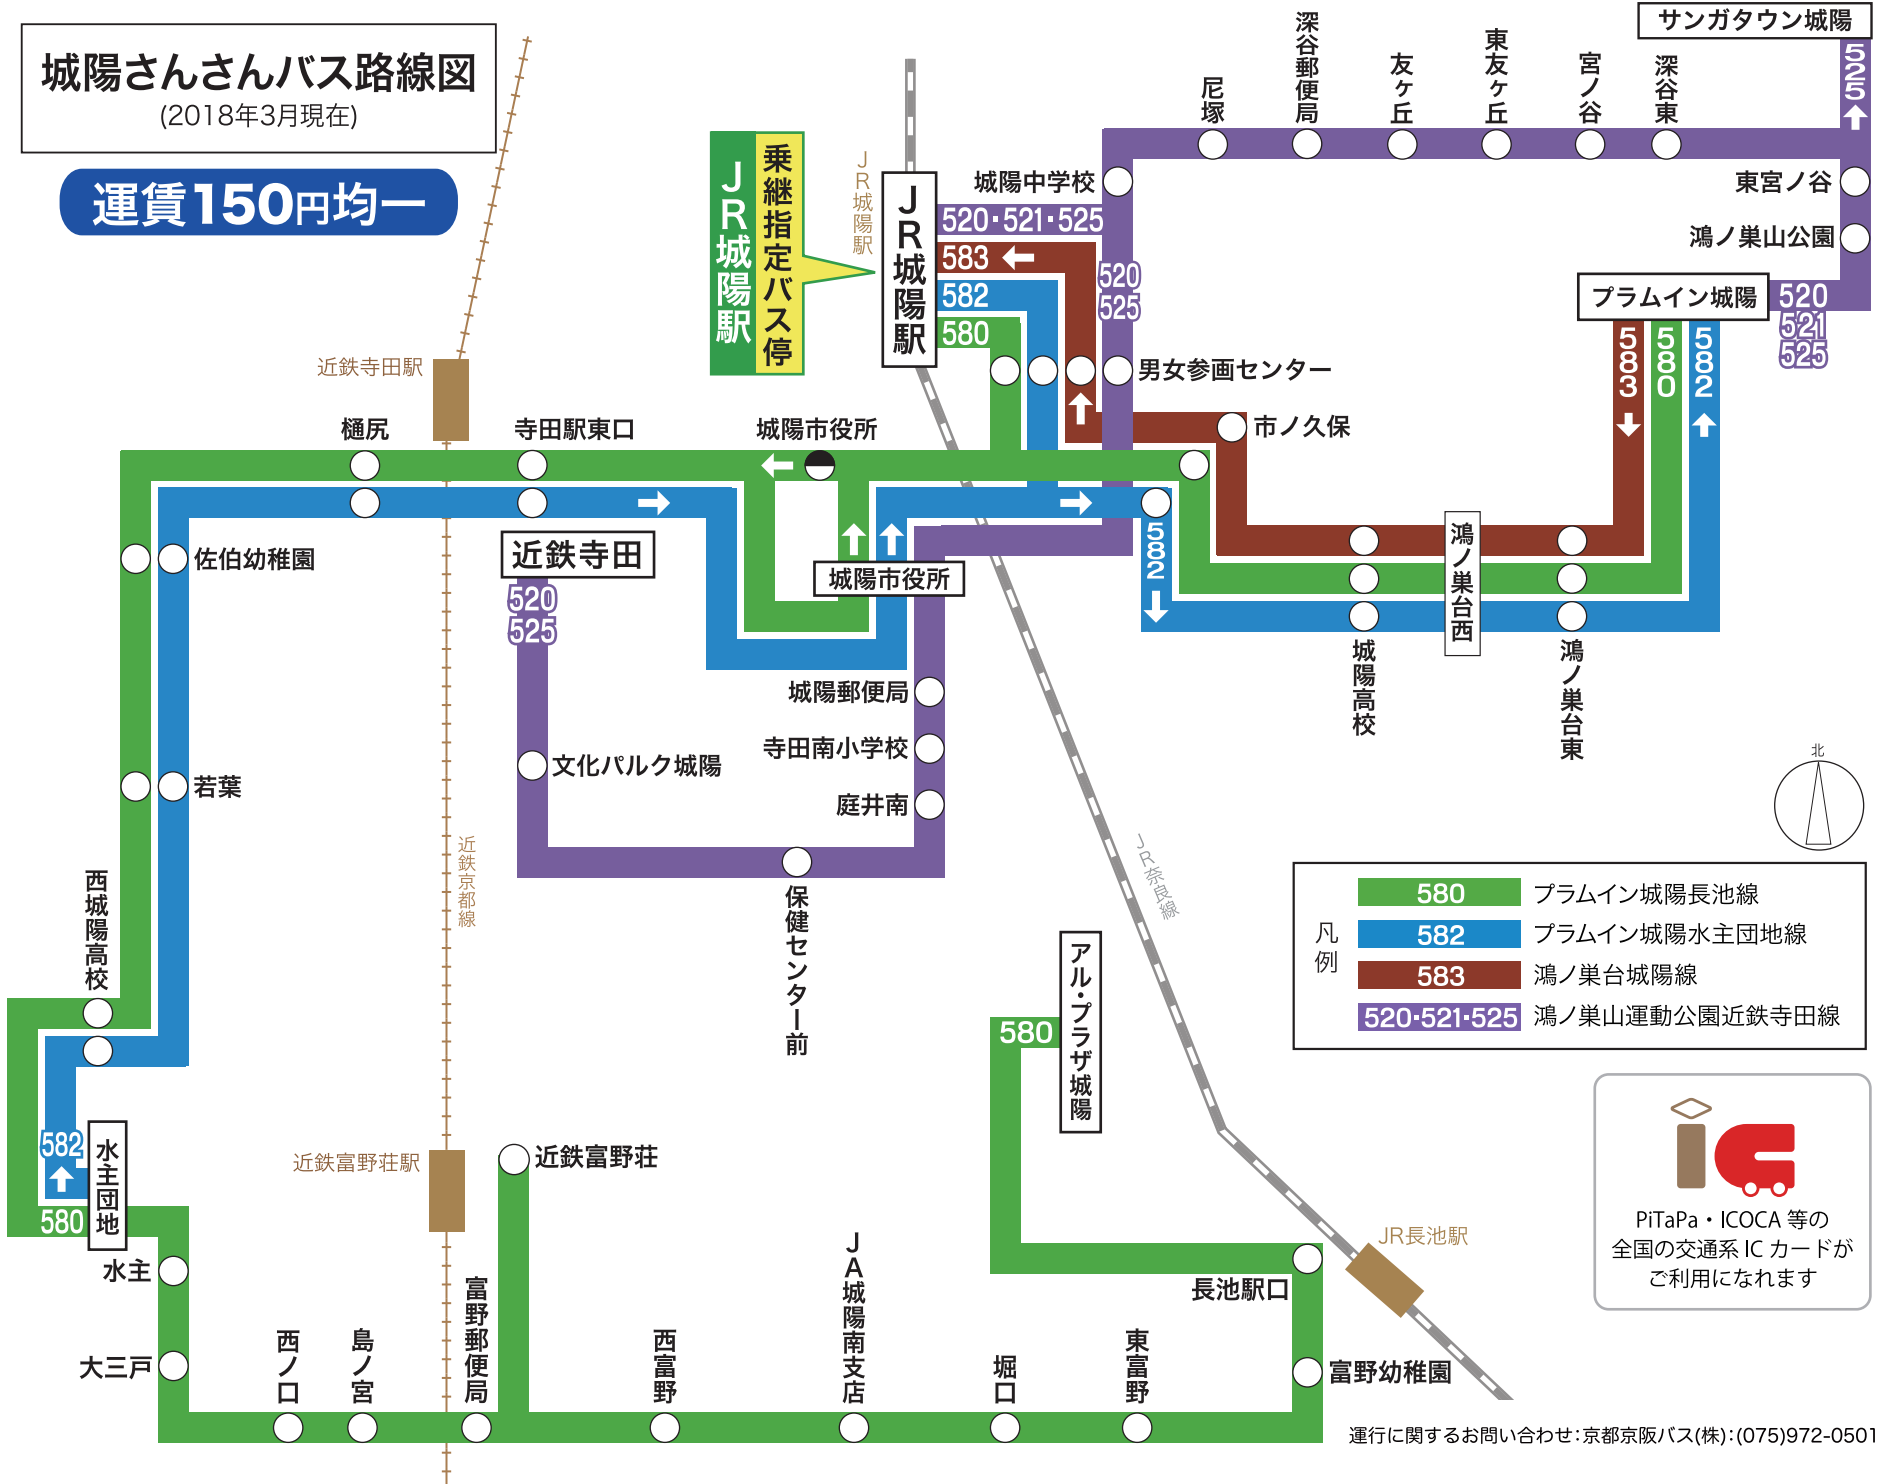 城陽さんさんバス路線図
(2018年3月現在)
運賃150円均一
サンガタウン城陽
525
深谷郵便局
尼塚
友ヶ丘
東友ヶ丘
宮ノ谷
深谷東
東宮ノ谷
鴻ノ巣山公園
プラムイン城陽
520
521
525
583
580
582
JR城陽駅
乗継指定バス停
JR城陽駅
JR城陽駅
城陽中学校
520・521・525
583
582
580
520
525
男女参画センター
市ノ久保
近鉄寺田駅
樋尻
寺田駅東口
城陽市役所
佐伯幼稚園
近鉄寺田
520
525
城陽市役所
582
鴻ノ巣台西
城陽高校
鴻ノ巣台東
城陽郵便局
寺田南小学校
庭井南
文化パルク城陽
保健センター前
若葉
近鉄京都線
JR奈良線
北
西城陽高校
582
水主団地
580
水主
大三戸
近鉄富野荘駅
近鉄富野荘
西ノ口
島ノ宮
富野郵便局
西富野
JA城陽南支店
堀口
東富野
アル・プラザ城陽
580
長池駅口
富野幼稚園
JR長池駅
凡例
580 プラムイン城陽長池線
582 プラムイン城陽水主団地線
583 鴻ノ巣台城陽線
520・521・525 鴻ノ巣山運動公園近鉄寺田線
ic
PiTaPa・ICOCA 等の
全国の交通系 IC カードが
ご利用になれます
運行に関するお問い合わせ：京都京阪バス(株)：(075)972-0501